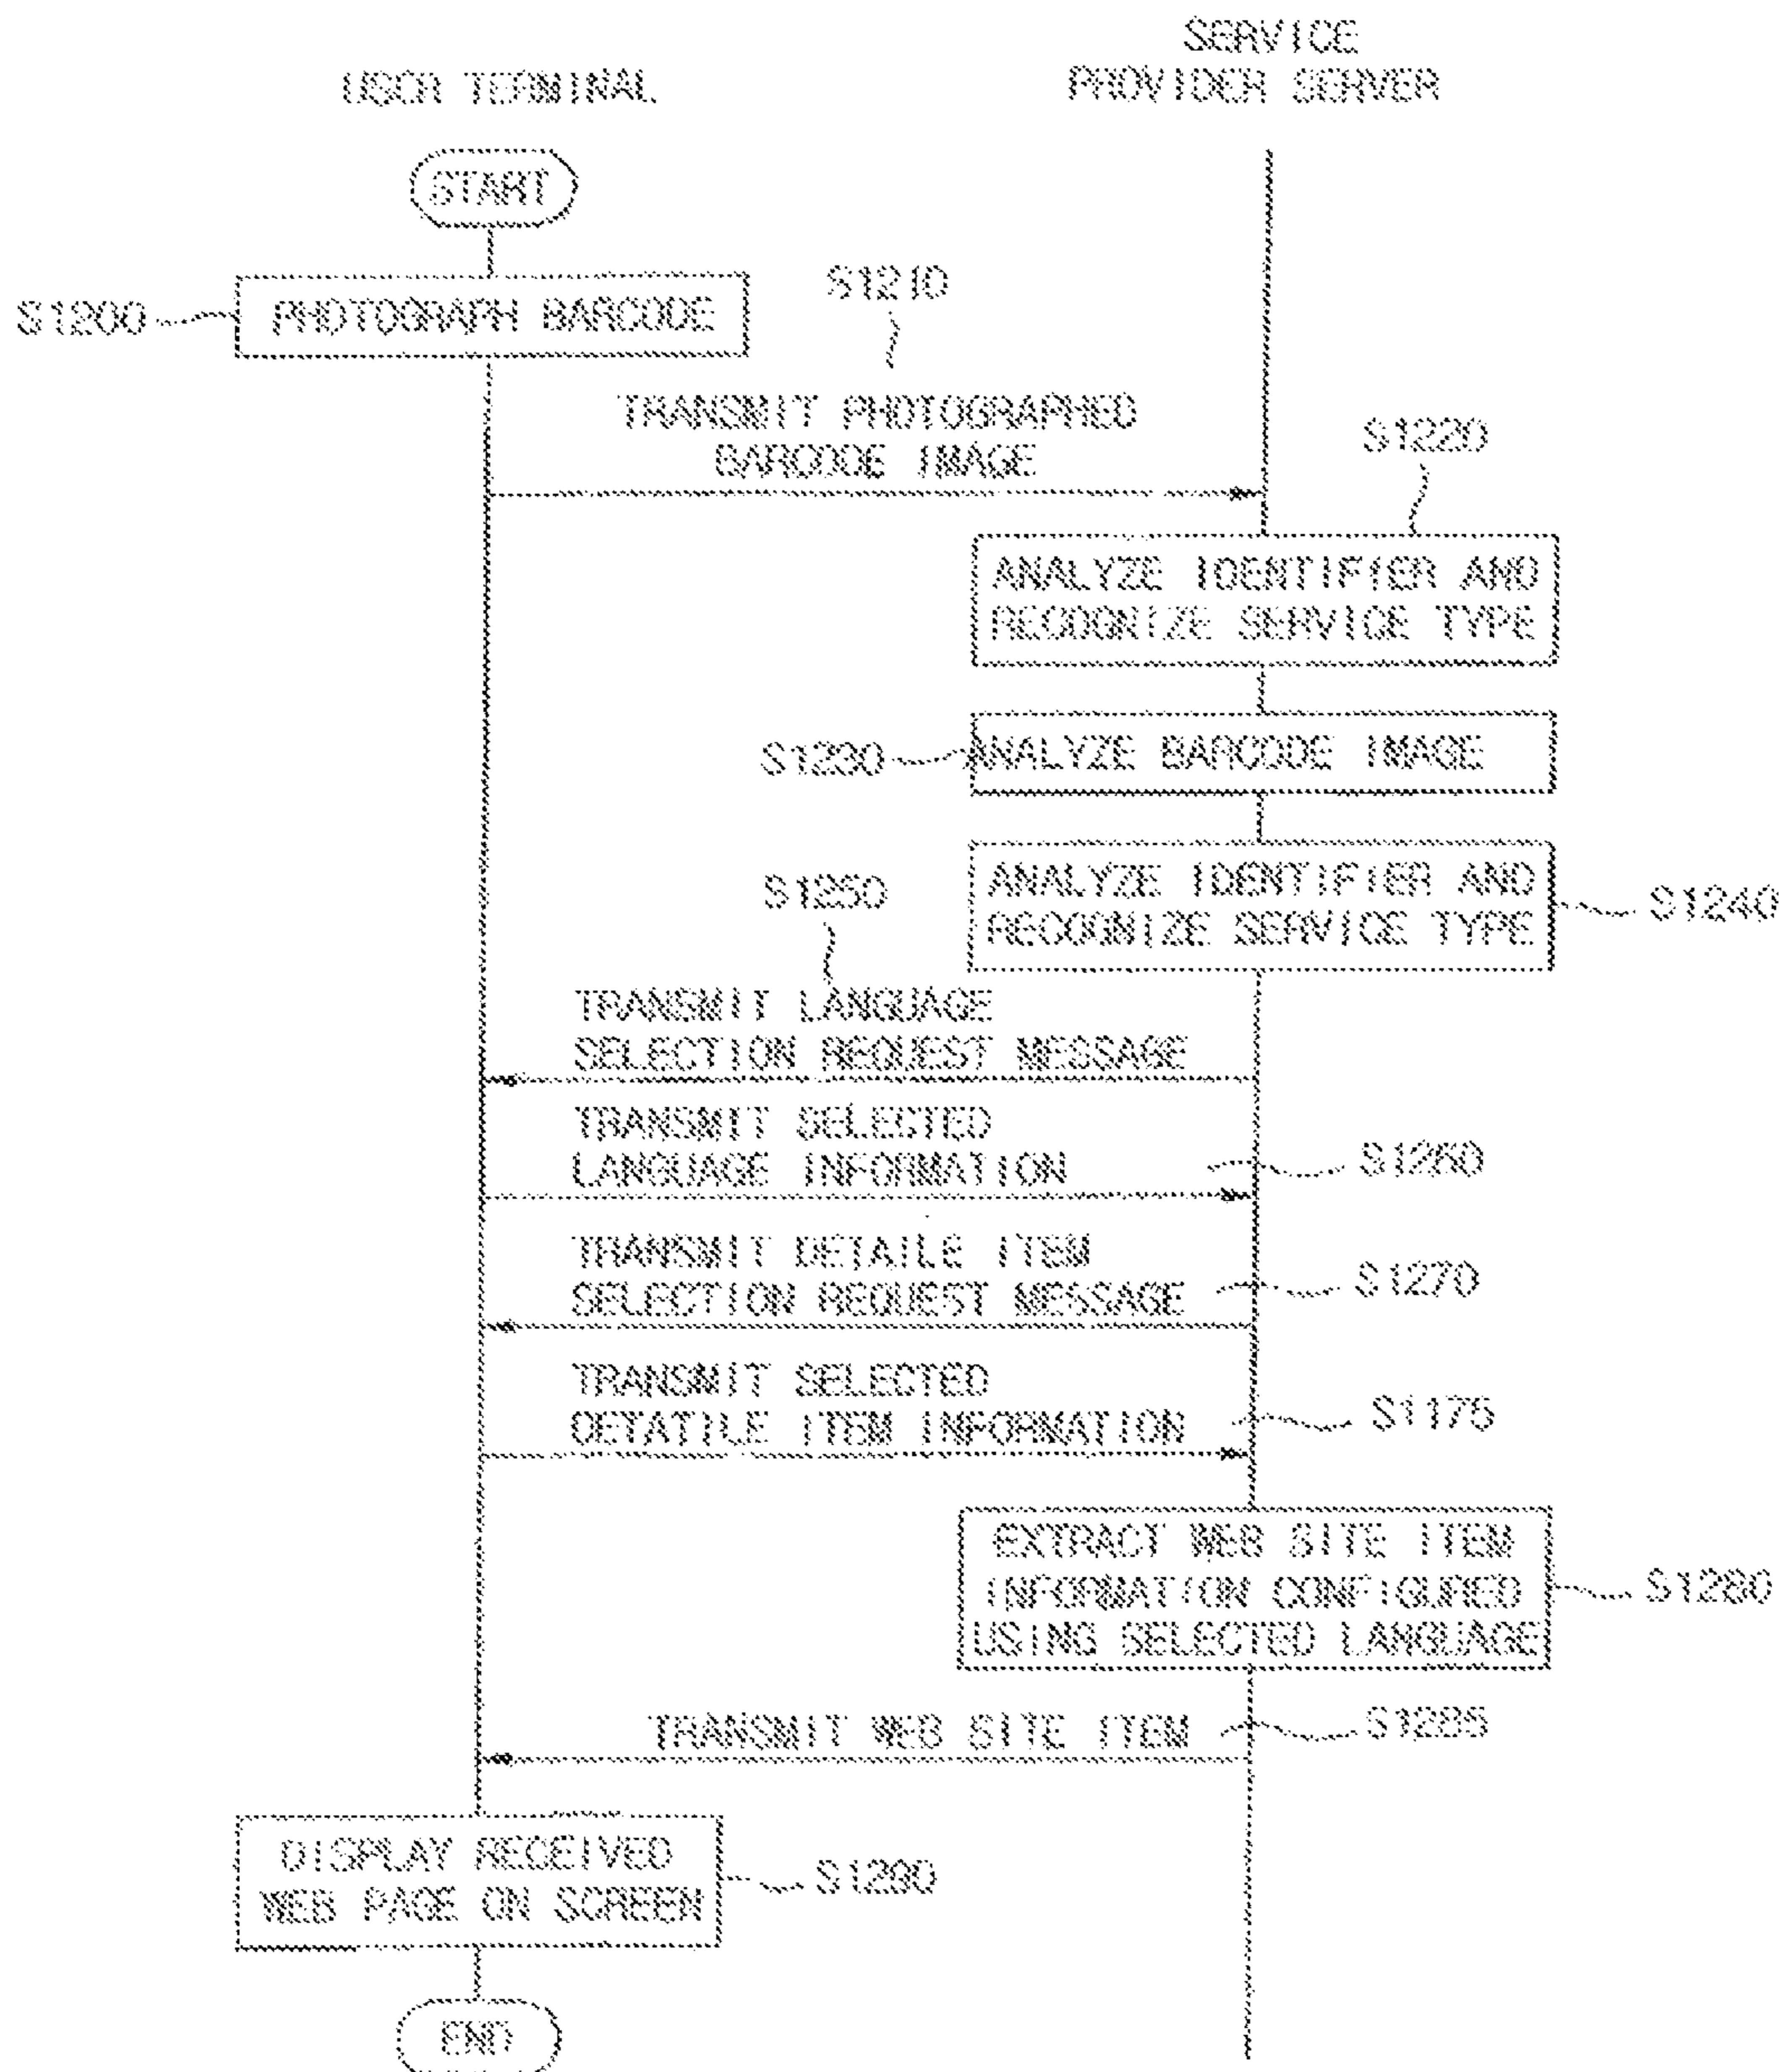 SERVICE
USER TERMINAL
PROVIDER SERVER
START
S1200
PHOTOGRAPH BARCODE
S1210
TRANSMIT PHOTOGRAPHED
BARCODE IMAGE
S1220
ANALYZE IDENTIFIER AND
RECOGNIZE SERVICE TYPE
S1230
ANALYZE BARCODE IMAGE
ANALYZE IDENTIFIER AND
RECOGNIZE SERVICE TYPE
S1240
S1250
TRANSMIT LANGUAGE
SELECTION REQUEST MESSAGE
TRANSMIT SELECTED
LANGUAGE INFORMATION
S1260
TRANSMIT DETAILE ITEM
SELECTION REQUEST MESSAGE
S1270
TRANSMIT SELECTED
DETATILE ITEM INFORMATION
S1175
EXTRACT WEB SITE ITEM
INFORMATION CONFIGURED
USING SELECTED LANGUAGE
S1280
TRANSMIT WEB SITE ITEM
S1285
DISPLAY RECEIVED
WEB PAGE ON SCREEN
S1290
END